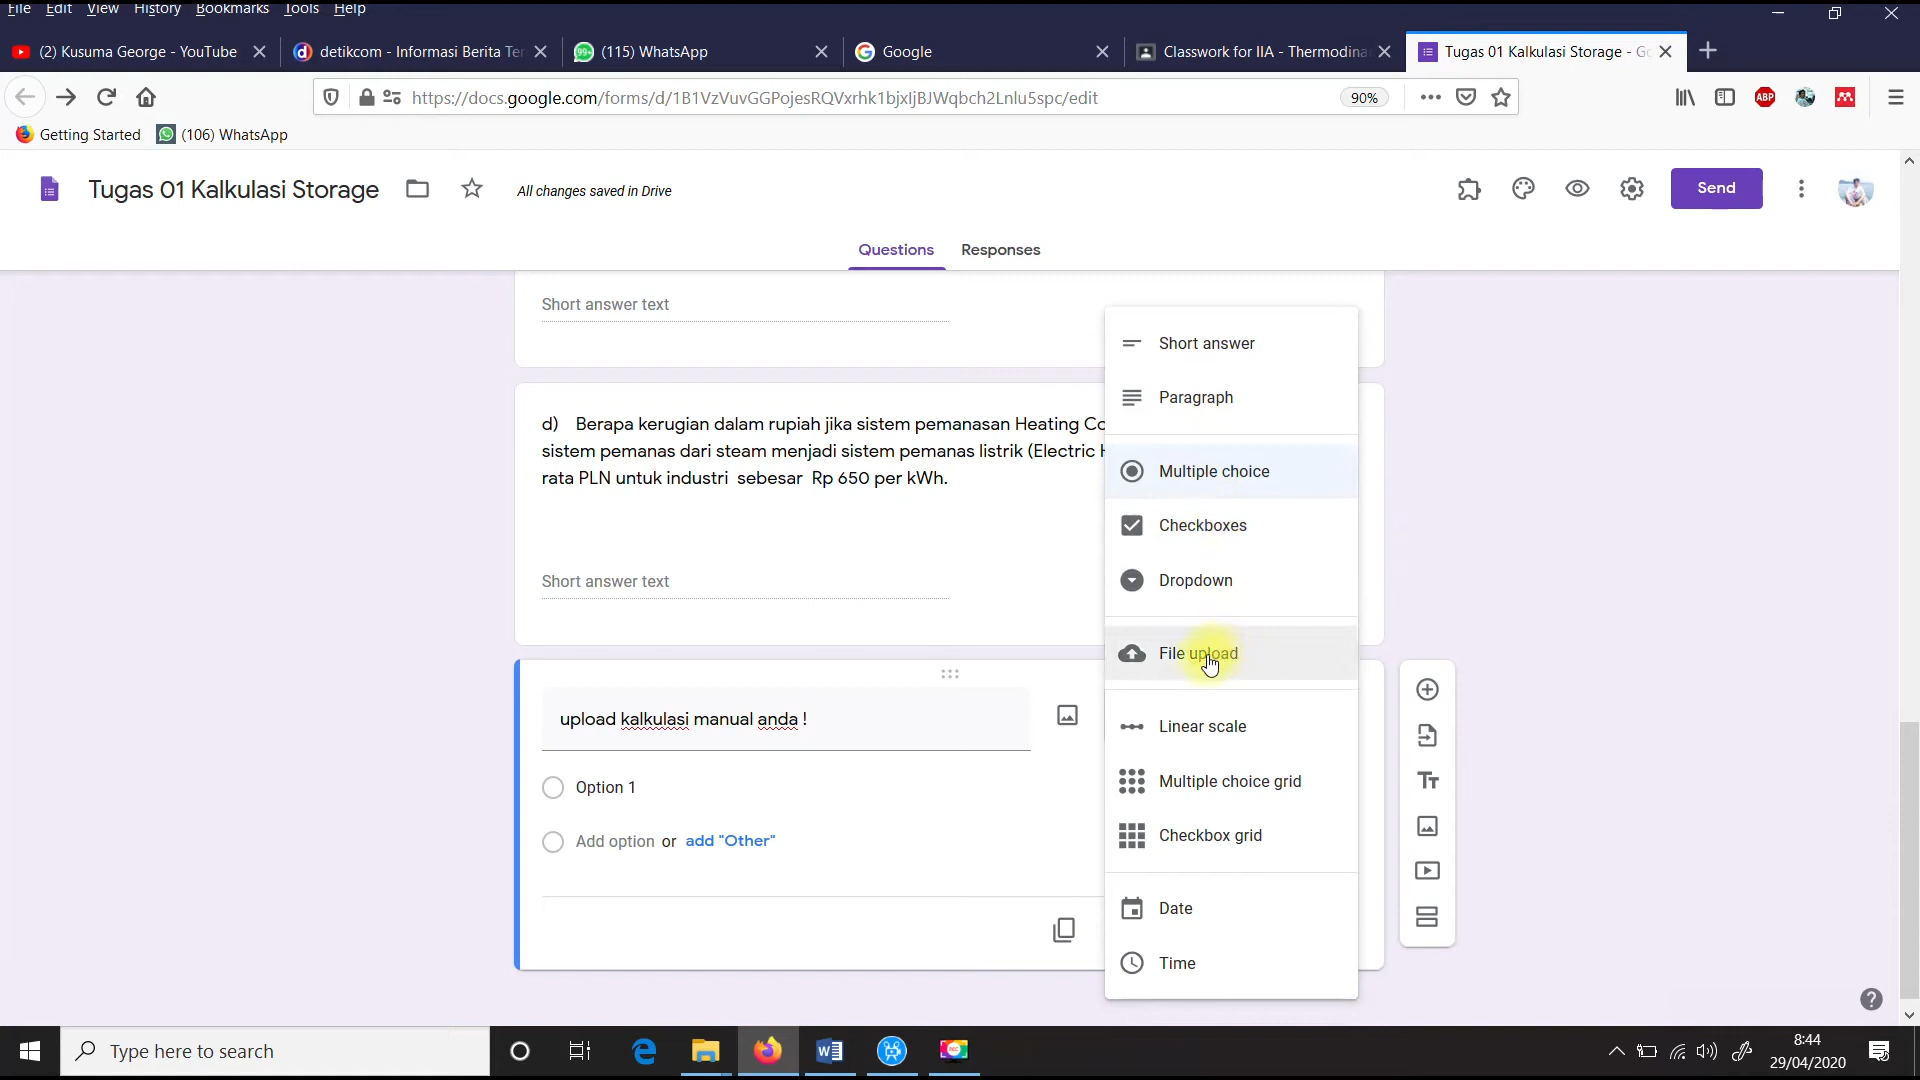 File Edit View History Bookmarks Tools Help
(2) Kusuma George - YouTube
detikcom - Informasi Berita Ter
(115) WhatsApp
Google
Classwork for IIA - Thermodina
Tugas 01 Kalkulasi Storage - Go
https://docs.google.com/forms/d/1B1VzVuvGGPojesRQVxrhk1bjxIjBJWqbch2Lnlu5spc/edit
90%
ABP
Getting Started
(106) WhatsApp
Tugas 01 Kalkulasi Storage
All changes saved in Drive
Send
Questions
Responses
Short answer text
d) Berapa kerugian dalam rupiah jika sistem pemanasan Heating Co
sistem pemanas dari steam menjadi sistem pemanas listrik (Electric H
rata PLN untuk industri sebesar Rp 650 per kWh.
Short answer text
upload kalkulasi manual anda !
Option 1
Add option or add "Other"
Short answer
Paragraph
Multiple choice
Checkboxes
Dropdown
File upload
Linear scale
Multiple choice grid
Checkbox grid
Date
Time
Type here to search
8:44
29/04/2020